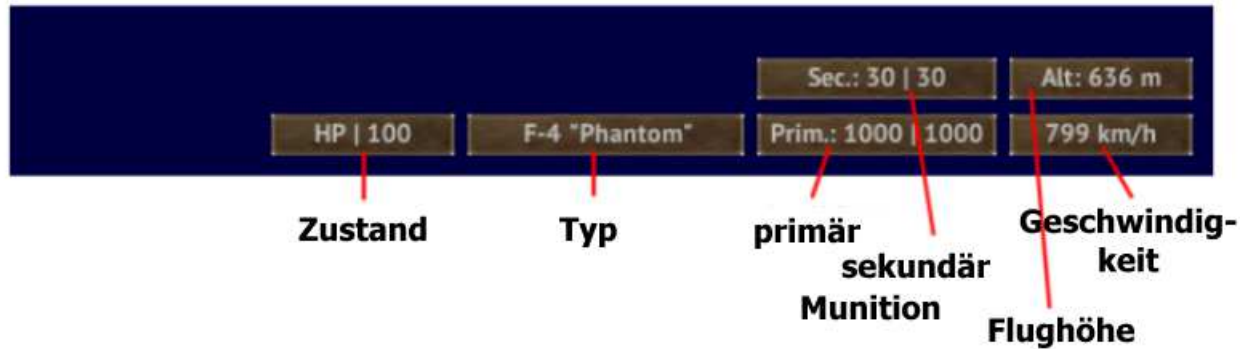 Sec.: 30 | 30
Alt: 636 m
HP | 100
F-4 "Phantom"
Prim.: 1000 | 1000
799 km/h
Zustand
Typ
primär
sekundär
Munition
Geschwindig-
keit
Flughöhe